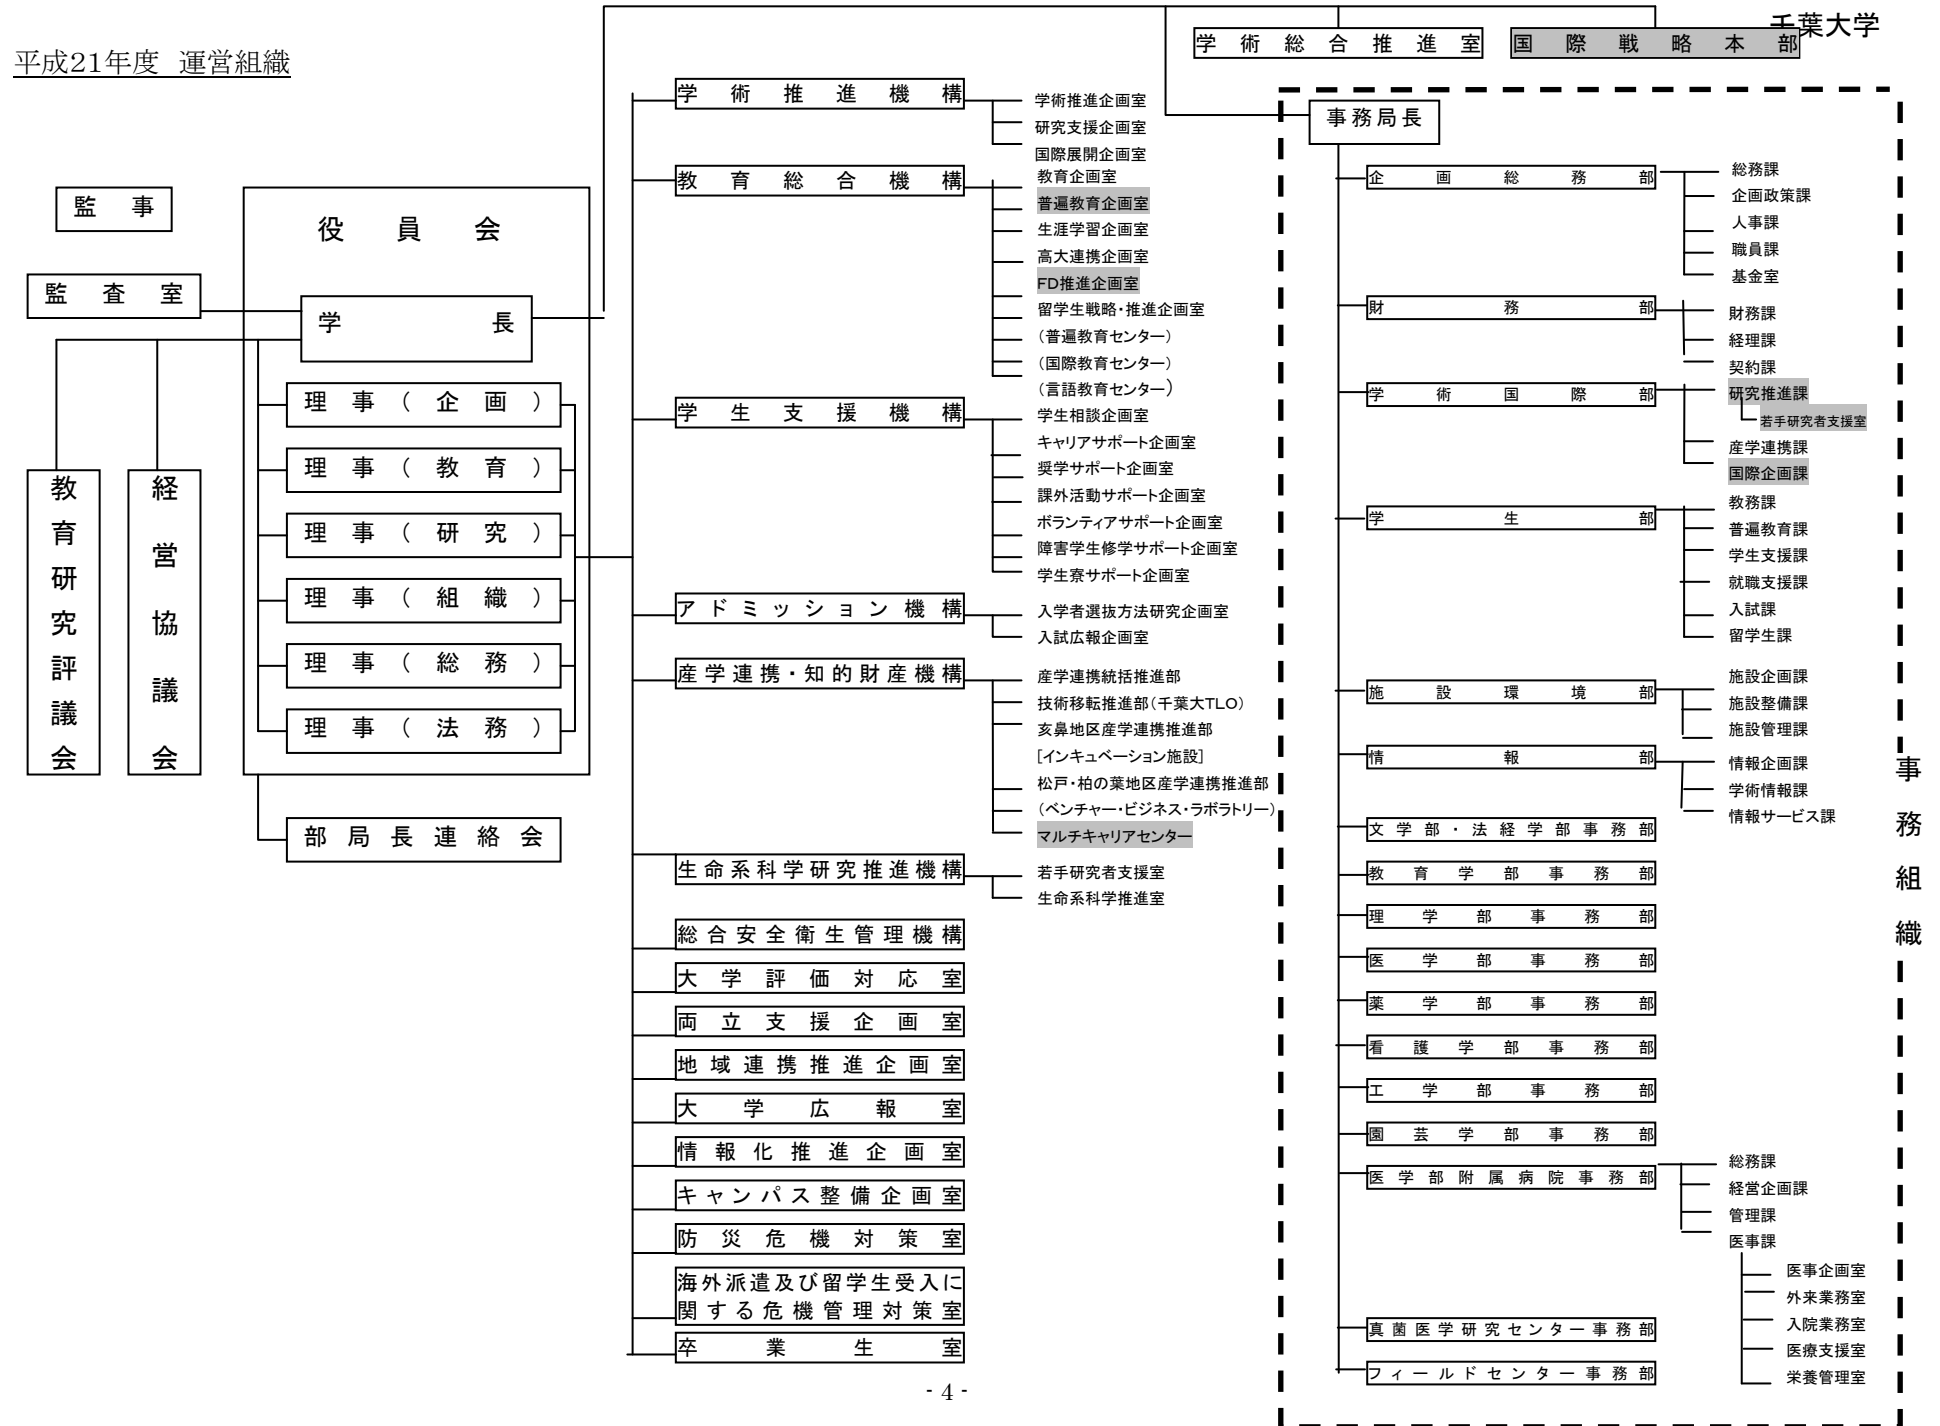 千葉大学
平成21年度 運営組織
学術総合推進室
国際戦略本部
監事
監査室
教育研究評議会
経営協議会
役員会
学長
理事(企画)
理事(教育)
理事(研究)
理事(組織)
理事(総務)
理事(法務)
部局長連絡会
学術推進機構
学術推進企画室
研究支援企画室
国際展開企画室
教育総合機構
教育企画室
普遍教育企画室
生涯学習企画室
高大連携企画室
FD推進企画室
留学生戦略・推進企画室
(普遍教育センター)
(国際教育センター)
(言語教育センター)
学生支援機構
学生相談企画室
キャリアサポート企画室
奨学サポート企画室
課外活動サポート企画室
ボランティアサポート企画室
障害学生修学サポート企画室
学生寮サポート企画室
アドミッション機構
入学者選抜方法研究企画室
入試広報企画室
産学連携・知的財産機構
産学連携統括推進部
技術移転推進部(千葉大TLO)
亥鼻地区産学連携推進部
[インキュベーション施設]
松戸・柏の葉地区産学連携推進部
(ベンチャー・ビジネス・ラボラトリー)
マルチキャリアセンター
生命系科学研究推進機構
若手研究者支援室
生命系科学推進室
総合安全衛生管理機構
大学評価対応室
両立支援企画室
地域連携推進企画室
大学広報室
情報化推進企画室
キャンパス整備企画室
防災危機対策室
海外派遣及び留学生受入に
関する危機管理対策室
卒業生室
事務局長
企画総務部
総務課
企画政策課
人事課
職員課
基金室
財務部
財務課
経理課
契約課
学術国際部
研究推進課
若手研究者支援室
産学連携課
国際企画課
学生部
教務課
普遍教育課
学生支援課
就職支援課
入試課
留学生課
施設環境部
施設企画課
施設整備課
施設管理課
情報部
情報企画課
学術情報課
情報サービス課
文学部・法経学部事務部
教育学部事務部
理学部事務部
医学部事務部
薬学部事務部
看護学部事務部
工学部事務部
園芸学部事務部
医学部附属病院事務部
総務課
経営企画課
管理課
医事課
医事企画室
外来業務室
入院業務室
医療支援室
栄養管理室
真菌医学研究センター事務部
フィールドセンター事務部
事務組織
- 4 -